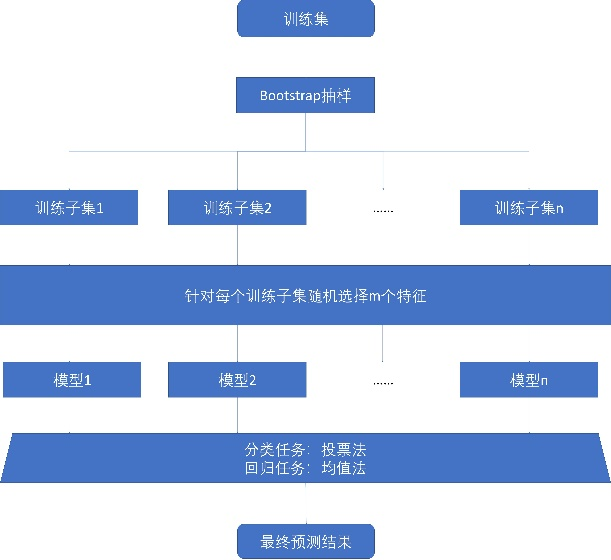 训练集
Bootstrap抽样
训练子集1
训练子集2
......
训练子集n
针对每个训练子集随机选择m个特征
模型1
模型2
......
模型n
分类任务：投票法
回归任务：均值法
最终预测结果